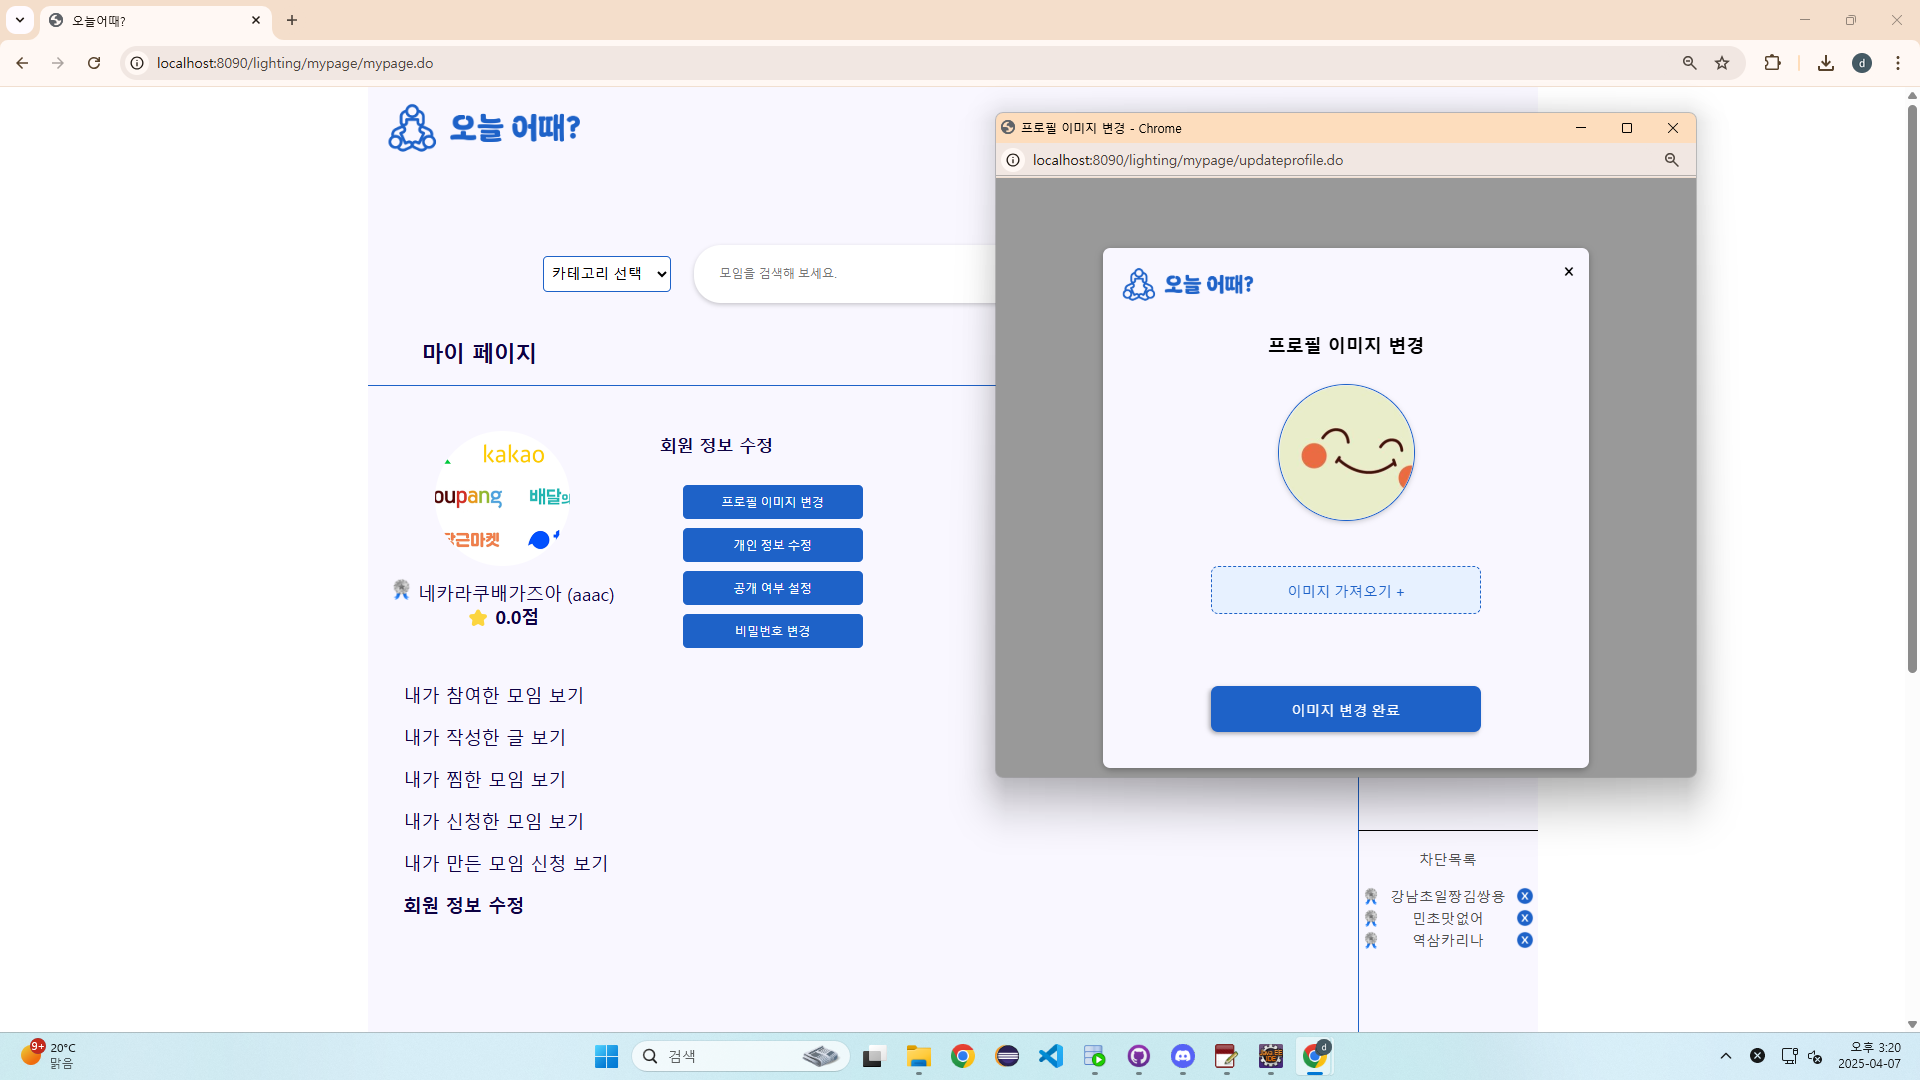 오늘어때?
localhost:8090/lighting/mypage/mypage.do
d
오늘 어때?
카테고리 선택
모임을 검색해 보세요.
마이 페이지
kakao
oupang
배달의
당근마켓
네카라쿠배가즈아 (aaac)
0.0점
회원 정보 수정
프로필 이미지 변경
개인 정보 수정
공개 여부 설정
비밀번호 변경
내가 참여한 모임 보기
내가 작성한 글 보기
내가 찜한 모임 보기
내가 신청한 모임 보기
내가 만든 모임 신청 보기
회원 정보 수정
프로필 이미지 변경 - Chrome
localhost:8090/lighting/mypage/updateprofile.do
오늘 어때?
프로필 이미지 변경
이미지 가져오기 +
이미지 변경 완료
차단목록
강남초일짱김쌍용 X
민초맛없어 X
역삼카리나 X
9+
20°C
맑음
검색
d
오후 3:20
2025-04-07